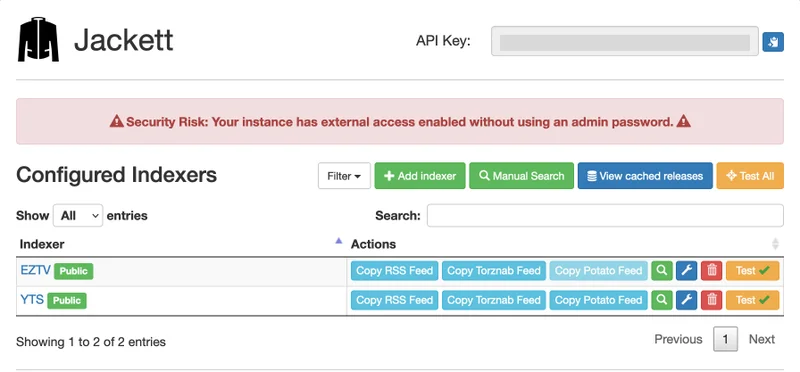 Jackett API Key:
Security Risk: Your instance has external access enabled without using an admin password.
Configured Indexers Filter Add indexer Manual Search View cached releases Test All
Show All entries Search:
Indexer Actions
EZTV Public Copy RSS Feed Copy Torznab Feed Copy Potato Feed Test
YTS Public Copy RSS Feed Copy Torznab Feed Copy Potato Feed Test
Showing 1 to 2 of 2 entries Previous 1 Next